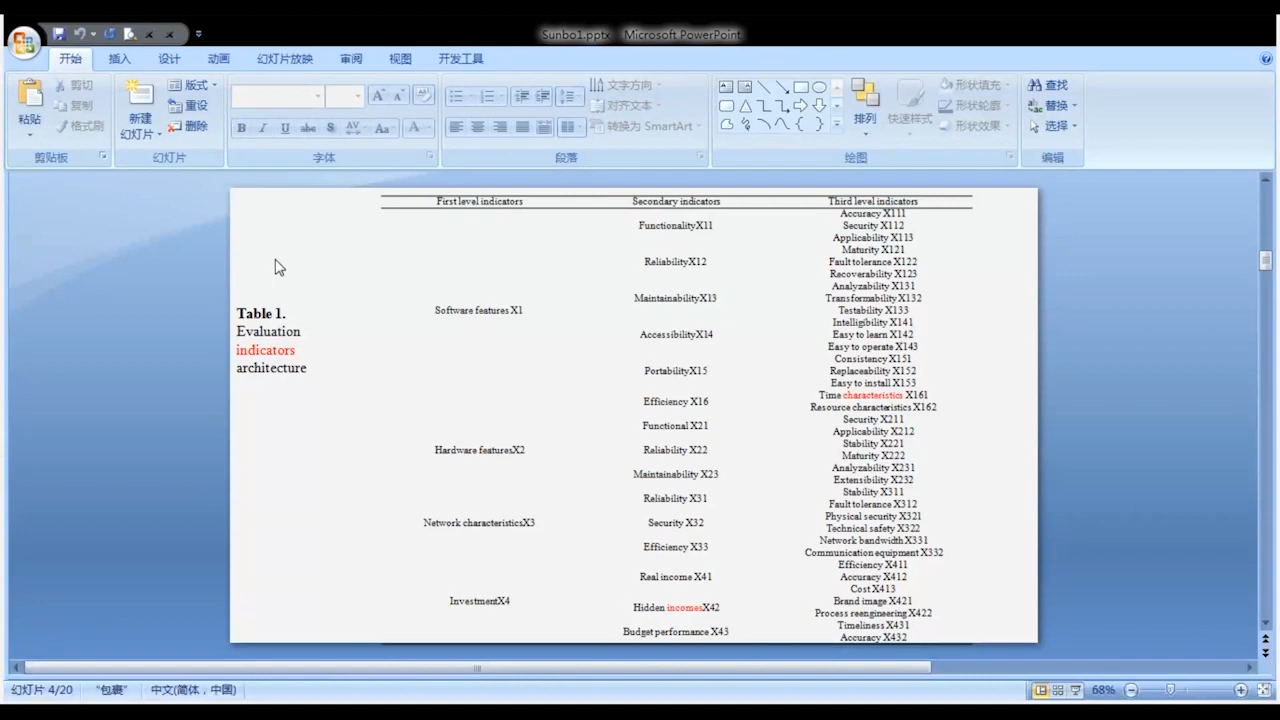 Sunbo1.pptx - Microsoft PowerPoint
开始 插入 设计 动画 幻灯片放映 审阅 视图 开发工具
粘贴 剪切 复制 格式刷 剪贴板
新建 幻灯片 版式 重设 删除 幻灯片
字体
文字方向 对齐文本 转换为 SmartArt 段落
排列 快速样式 形状填充 形状轮廓 形状效果 绘图
查找 替换 选择 编辑
Table 1.
Evaluation
indicators
architecture
First level indicators Secondary indicators Third level indicators
Accuracy X111
FunctionalityX11 Security X112
Applicability X113
Maturity X121
ReliabilityX12 Fault tolerance X122
Recoverability X123
Analyzability X131
MaintainabilityX13 Transformability X132
Software features X1 Testability X133
Intelligibility X141
AccessibilityX14 Easy to learn X142
Easy to operate X143
Consistency X151
PortabilityX15 Replaceability X152
Easy to install X153
Time characteristics X161
Efficiency X16
Resource characteristics X162
Security X211
Functional X21
Applicability X212
Stability X221
Hardware featuresX2 Reliability X22
Maturity X222
Analyzability X231
Maintainability X23
Extensibility X232
Stability X311
Reliability X31
Fault tolerance X312
Physical security X321
Network characteristicsX3 Security X32
Technical safety X322
Network bandwidth X331
Efficiency X33
Communication equipment X332
Efficiency X411
Real income X41 Accuracy X412
Cost X413
InvestmentX4 Brand image X421
Hidden incomesX42
Process reengineering X422
Timeliness X431
Budget performance X43
Accuracy X432
幻灯片 4/20 "包裹" 中文(简体，中国) 68%